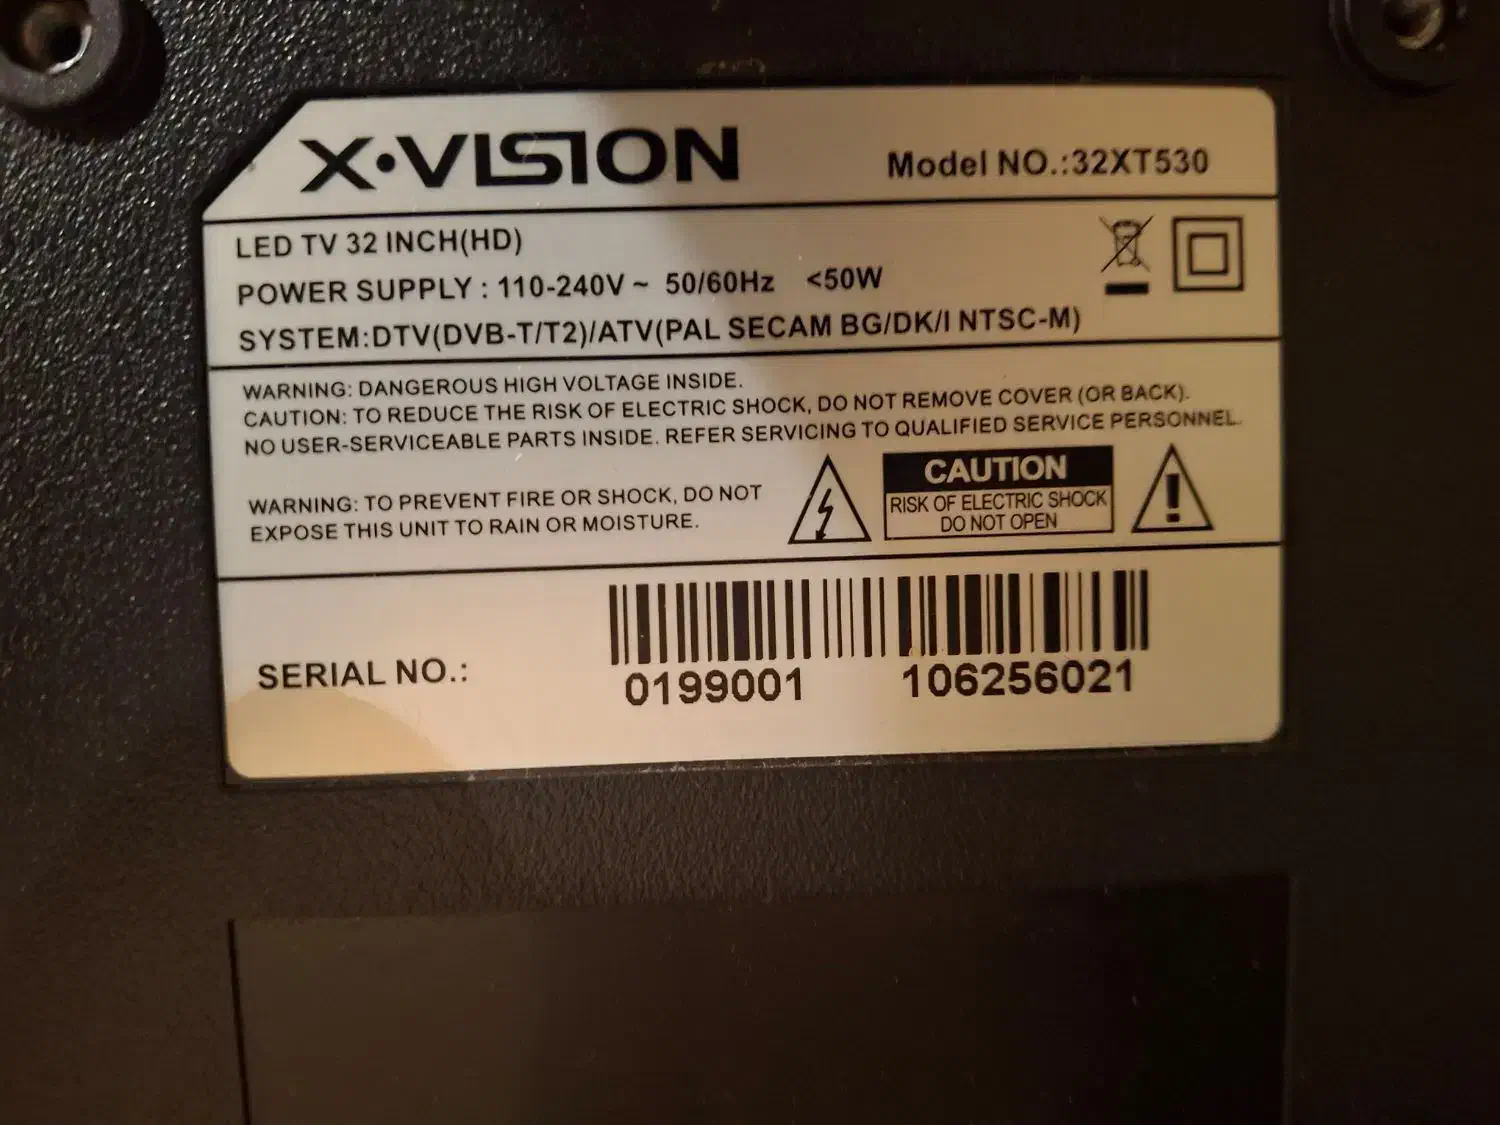 X·VISION
Model NO.:32XT530
LED TV 32 INCH(HD)
POWER SUPPLY : 110-240V ~ 50/60Hz <50W
SYSTEM:DTV(DVB-T/T2)/ATV(PAL SECAM BG/DK/I NTSC-M)
WARNING: DANGEROUS HIGH VOLTAGE INSIDE.
CAUTION: TO REDUCE THE RISK OF ELECTRIC SHOCK, DO NOT REMOVE COVER (OR BACK).
NO USER-SERVICEABLE PARTS INSIDE. REFER SERVICING TO QUALIFIED SERVICE PERSONNEL.
WARNING: TO PREVENT FIRE OR SHOCK, DO NOT
EXPOSE THIS UNIT TO RAIN OR MOISTURE.
CAUTION
RISK OF ELECTRIC SHOCK
DO NOT OPEN
SERIAL NO.:
0199001 106256021